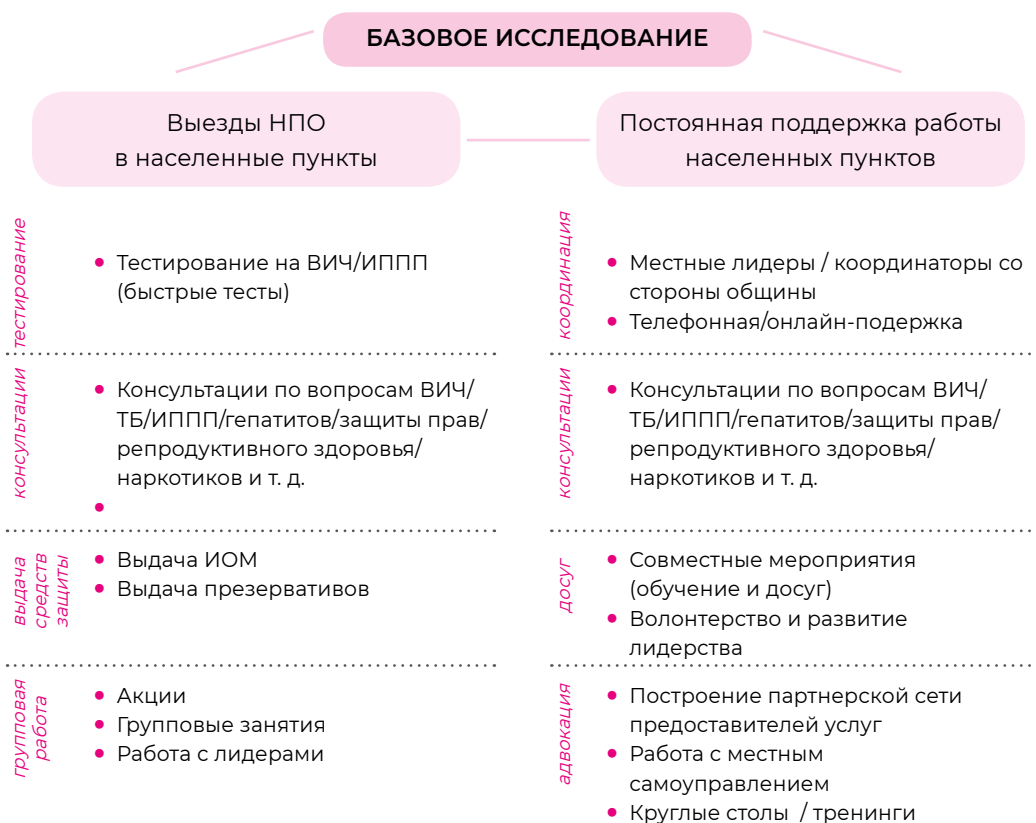 БАЗОВОЕ ИССЛЕДОВАНИЕ
Выезды НПО
в населенные пункты
Постоянная поддержка работы
населенных пунктов
тестирование
• Тестирование на ВИЧ/ИППП
(быстрые тесты)
консультации
• Консультации по вопросам ВИЧ/
ТБ/ИППП/гепатитов/защиты прав/
репродуктивного здоровья/
наркотиков и т. д.
•
выдача
средств
защиты
• Выдача ИОМ
• Выдача презервативов
групповая
работа
• Акции
• Групповые занятия
• Работа с лидерами
координация
• Местные лидеры / координаторы со
стороны общины
• Телефонная/онлайн-подержка
консультации
• Консультации по вопросам ВИЧ/
ТБ/ИППП/гепатитов/защиты прав/
репродуктивного здоровья/
наркотиков и т. д.
досуг
• Совместные мероприятия
(обучение и досуг)
• Волонтерство и развитие
лидерства
адвокация
• Построение партнерской сети
предоставителей услуг
• Работа с местным
самоуправлением
• Круглые столы / тренинги